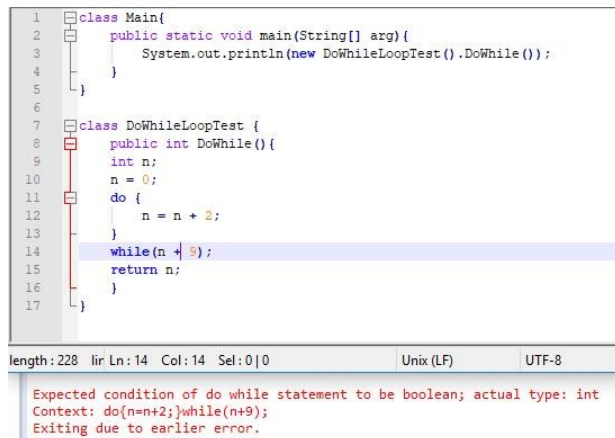 1 class Main{
2 public static void main(String[] arg){
3 System.out.println(new DoWhileLoopTest().DoWhile());
4 }
5 }
6
7 class DoWhileLoopTest {
8 public int DoWhile(){
9 int n;
10 n = 0;
11 do {
12 n = n + 2;
13 }
14 while(n + 9);
15 return n;
16 }
17 }
length : 228 lir Ln : 14 Col : 14 Sel : 0 | 0 Unix (LF) UTF-8
Expected condition of do while statement to be boolean; actual type: int
Context: do{n=n+2;}while(n+9);
Exiting due to earlier error.